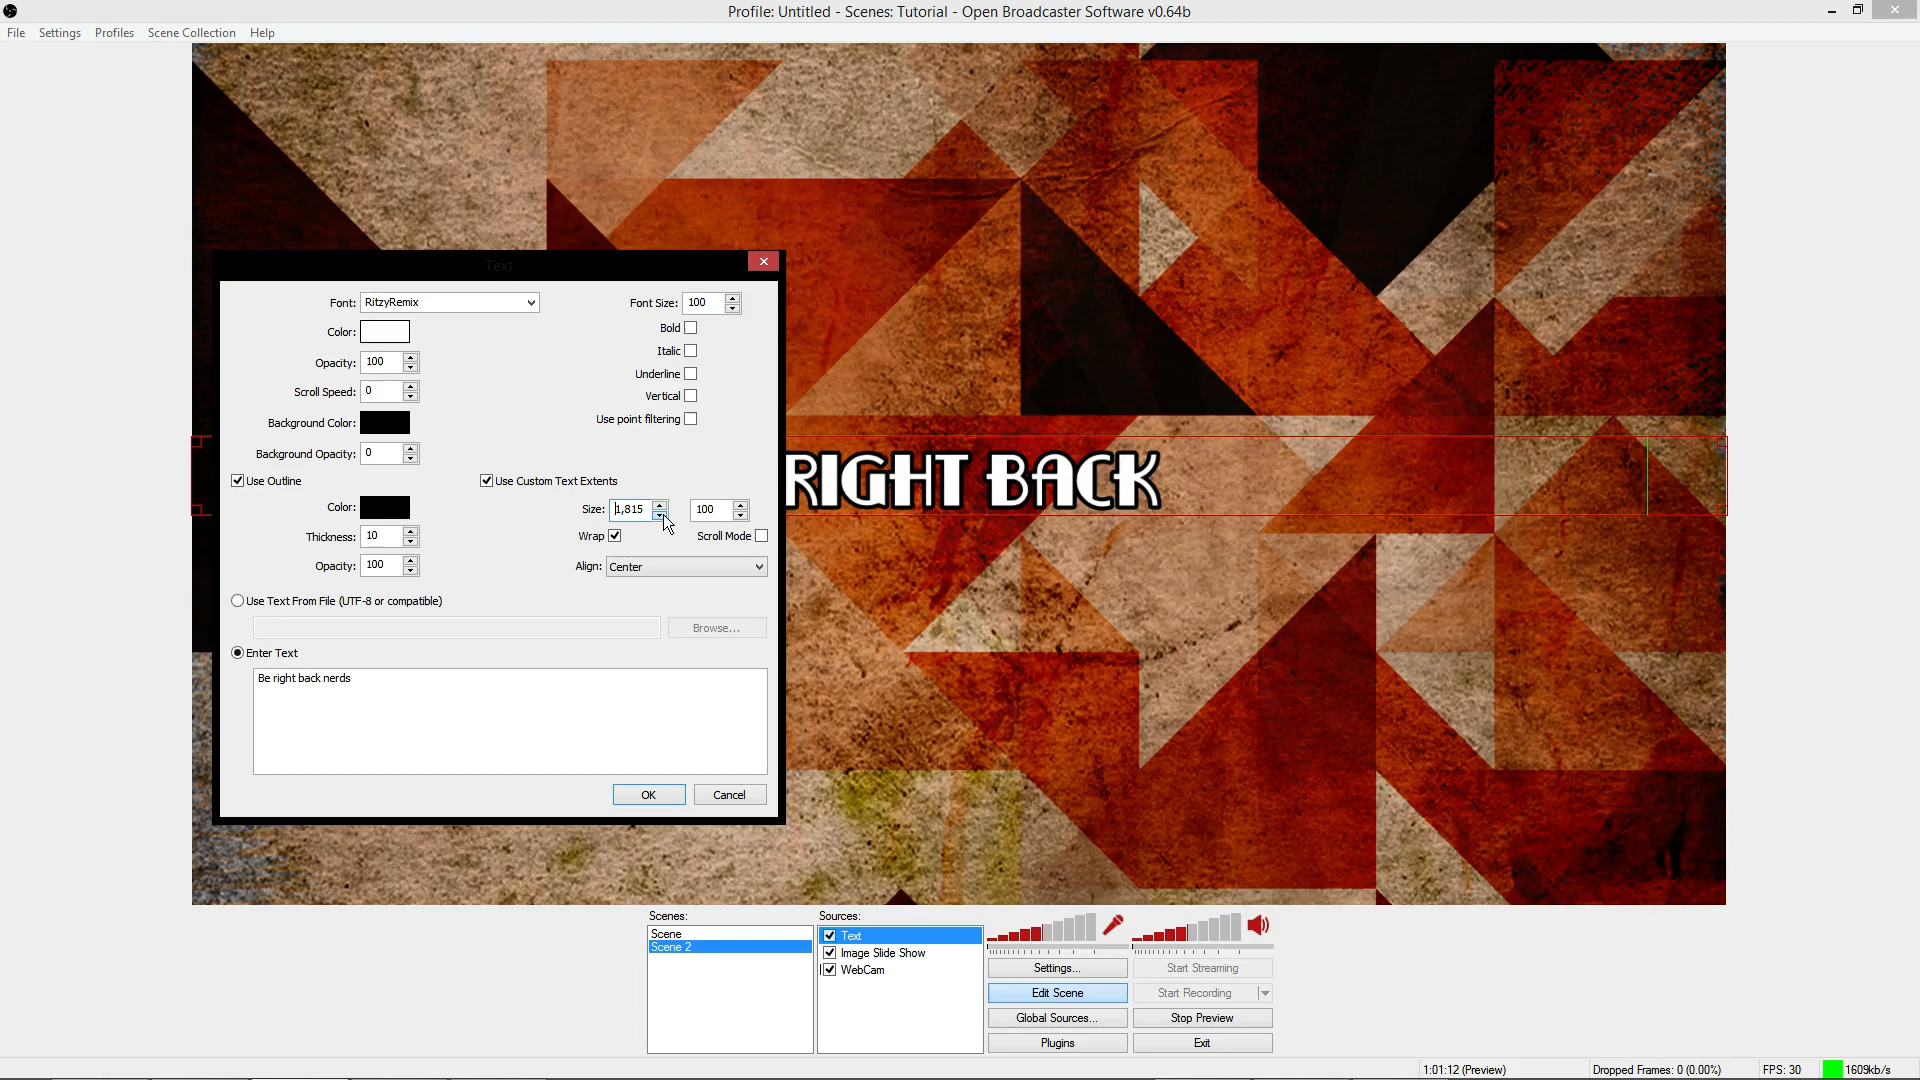 Profile: Untitled - Scenes: Tutorial - Open Broadcaster Software v0.64b
File Settings Profiles Scene Collection Help
Text
Font: RitzyRemix Font Size: 100
Color: Bold
Opacity: 100 Italic
Underline
Scroll Speed: 0 Vertical
Background Color: Use point filtering
Background Opacity: 0
Use Outline Use Custom Text Extents
Color: Size: 1,815 100
Thickness: 10 Wrap Scroll Mode
Opacity: 100 Align: Center
Use Text From File (UTF-8 or compatible)
Browse...
Enter Text
Be right back nerds
OK Cancel
RIGHT BACK
Scenes: Sources:
Scene
Scene 2
Text
Image Slide Show
WebCam
Settings... Start Streaming
Edit Scene Start Recording
Global Sources... Stop Preview
Plugins Exit
1:01:12 (Preview) Dropped Frames: 0 (0.00%) FPS: 30 1609kb/s